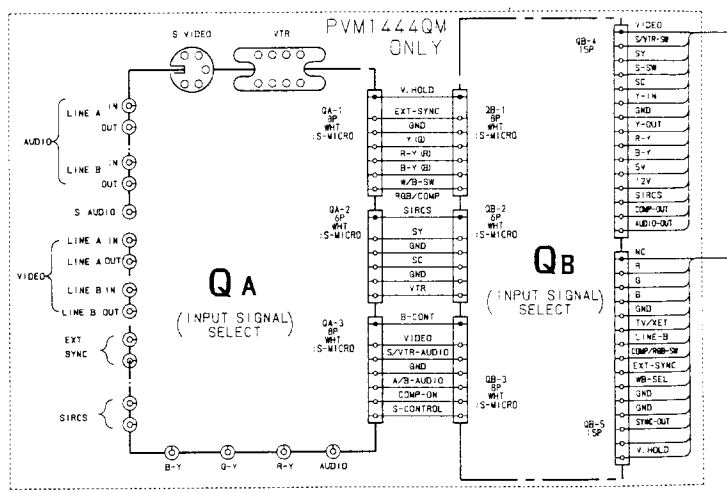 PVM1444QM
ONLY
S VIDEO
VTR
AUDIO
LINE A IN
OUT
LINE B IN
OUT
S AUDIO
VIDEO
LINE A IN
LINE A OUT
LINE B IN
LINE B OUT
EXT
SYNC
SIRCS
B-Y
G-Y
R-Y
AUDIO
QA
(INPUT SIGNAL)
SELECT
QA-1
8P
WHT
:S-MICRO
V.HOLD
EXT-SYNC
GND
Y (G)
R-Y (R)
B-Y (B)
W/B-SW
RGB/COMP
QB-1
8P
WHT
:S-MICRO
QA-2
6P
WHT
:S-MICRO
SIRCS
SY
GND
SC
GND
VTR
QB-2
6P
WHT
:S-MICRO
QA-3
8P
WHT
:S-MICRO
B-CONT
VIDEO
S/VTR-AUDIO
GND
A/B-AUDIO
COMP-ON
S-CONTROL
QB-3
8P
WHT
:S-MICRO
QB
(INPUT SIGNAL)
SELECT
QB-4
15P
VIDEO
S/VTR-SW
SY
S-SW
SC
Y-IN
GND
Y-OUT
R-Y
B-Y
5V
12V
SIRCS
COMP-OUT
AUDIO-OUT
NC
R
G
B
GND
TV/XET
LINE-B
COMP/RGB-SW
EXT-SYNC
WB-SEL
GND
GND
SYNC-OUT
V.HOLD
QB-5
15P